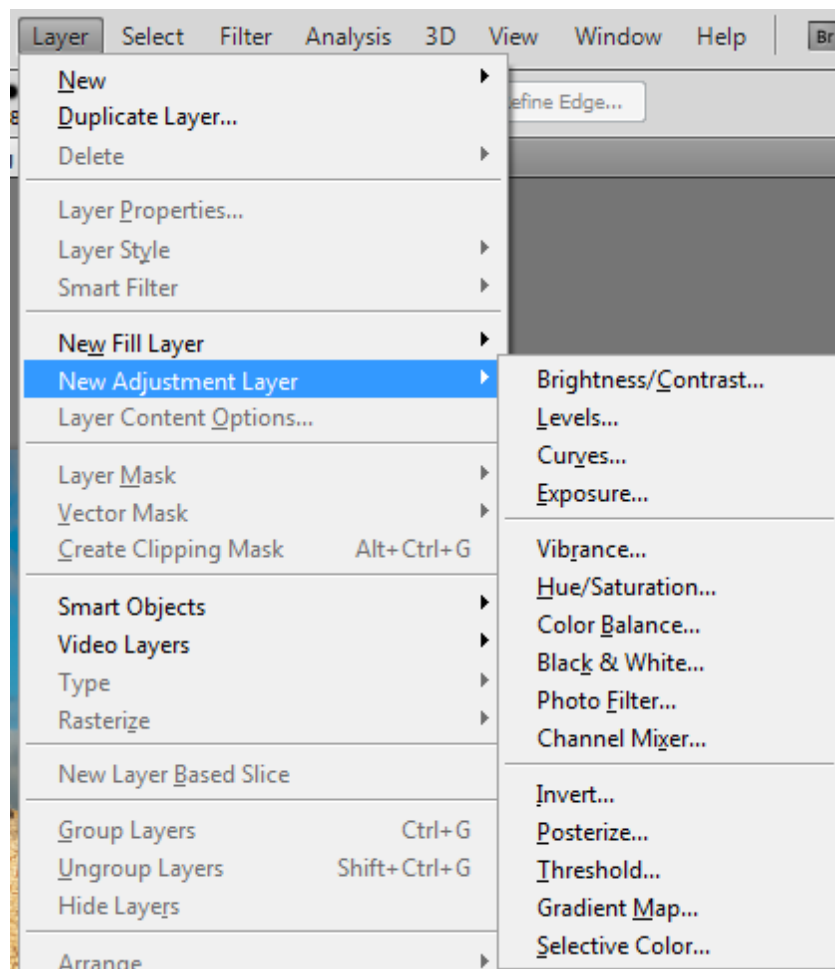 Layer Select Filter Analysis 3D View Window Help Br
New
efine Edge...
Duplicate Layer...
8
Delete
Layer Properties...
Layer Style
Smart Filter
New Fill Layer
New Adjustment Layer
Layer Content Options...
Layer Mask
Vector Mask
Create Clipping Mask Alt+Ctrl+G
Smart Objects
Video Layers
Type
Rasterize
New Layer Based Slice
Group Layers Ctrl+G
Ungroup Layers Shift+Ctrl+G
Hide Layers
Arrange
Brightness/Contrast...
Levels...
Curves...
Exposure...
Vibrance...
Hue/Saturation...
Color Balance...
Black & White...
Photo Filter...
Channel Mixer...
Invert...
Posterize...
Threshold...
Gradient Map...
Selective Color...